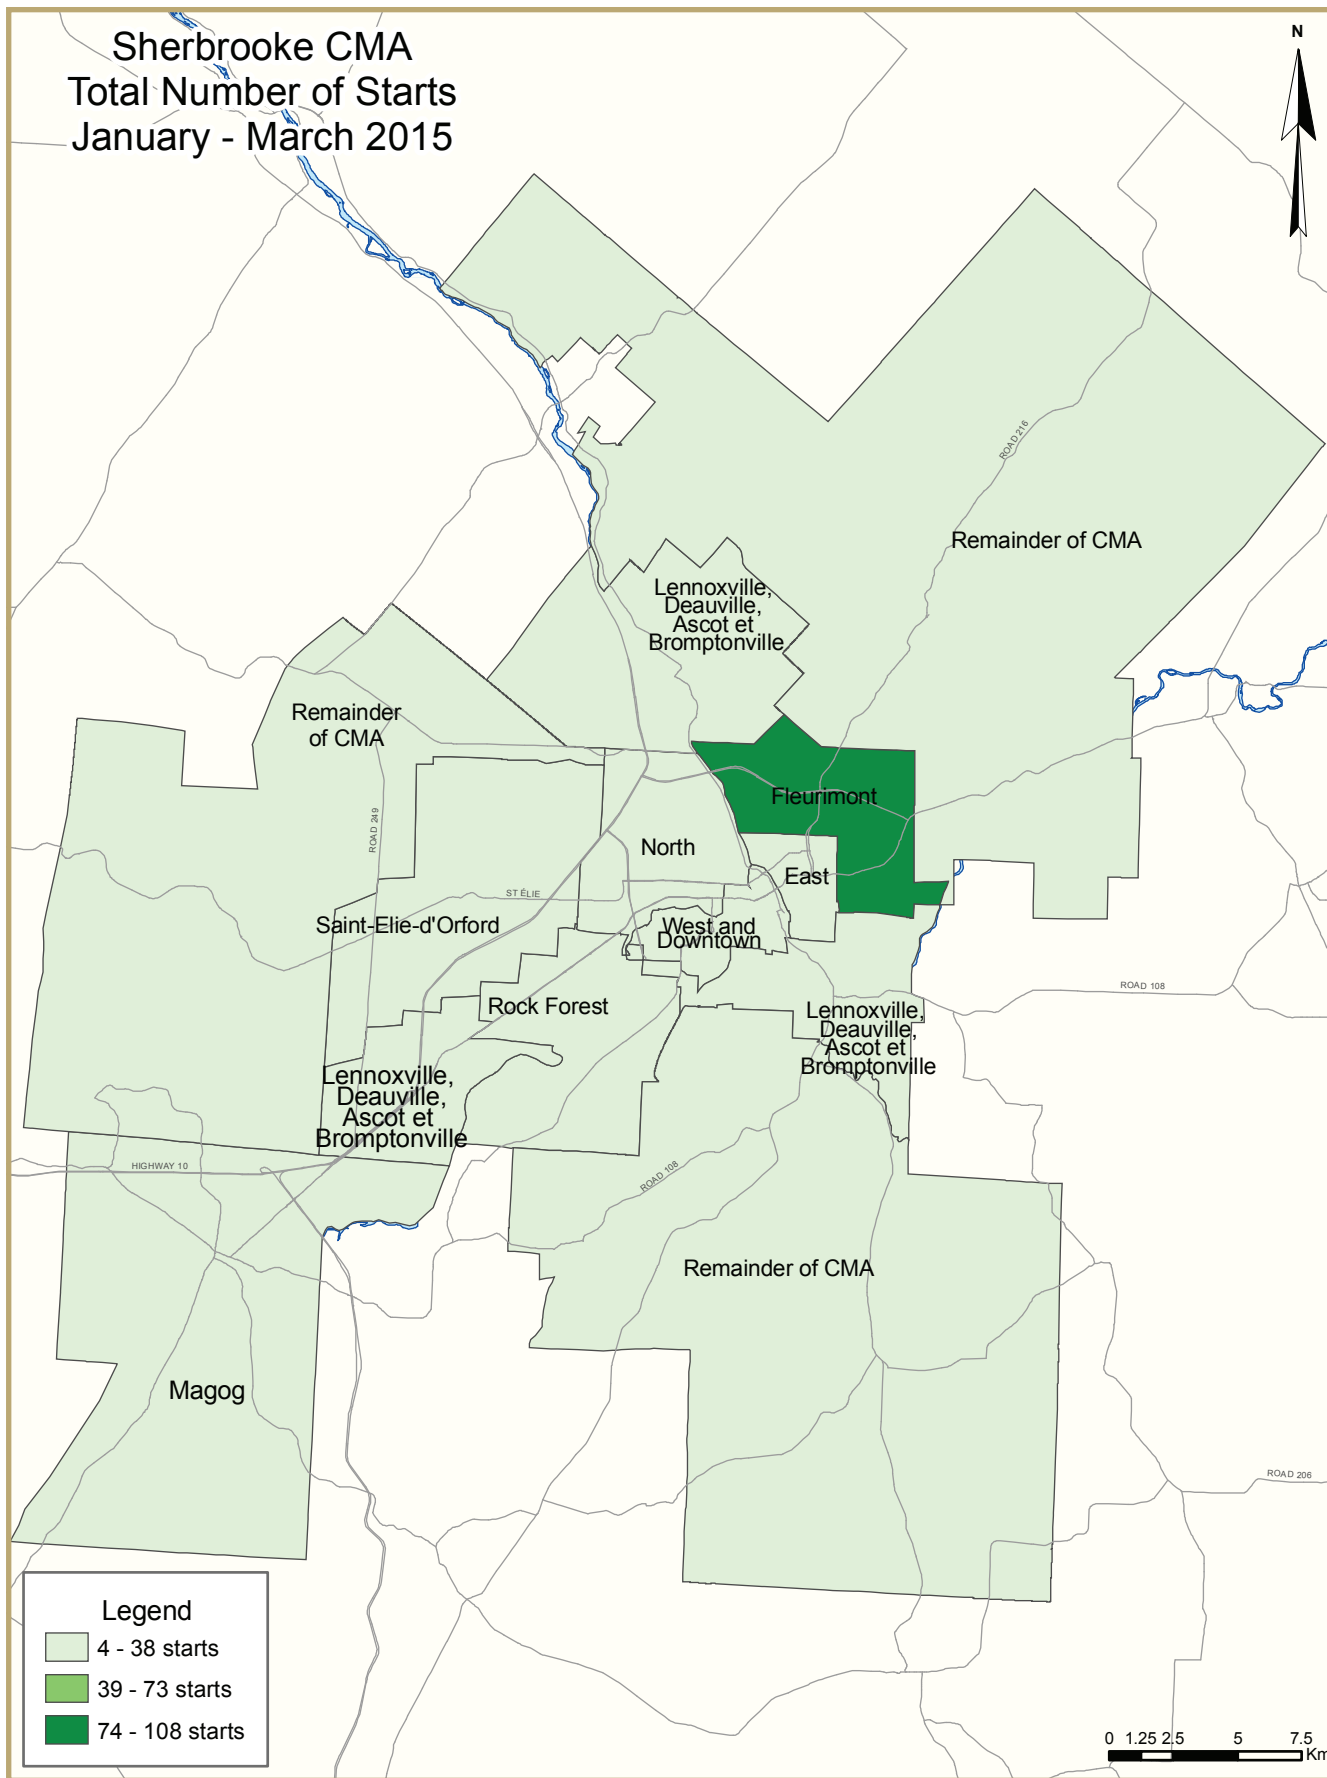 Sherbrooke CMA
Total Number of Starts
January - March 2015
N
ROAD 216
Remainder of CMA
Lennoxville,
Deauville,
Ascot et
Bromptonville
Remainder
of CMA
Fleurimont
ROAD 249
North
East
ST ÉLIE
Saint-Elie-d'Orford
West and
Downtown
ROAD 108
Rock Forest
Lennoxville,
Deauville,
Ascot et
Bromptonville
Lennoxville,
Deauville,
Ascot et
Bromptonville
HIGHWAY 10
ROAD 108
Remainder of CMA
Magog
ROAD 206
Legend
4 - 38 starts
39 - 73 starts
74 - 108 starts
0 1.25 2.5 5 7.5
Km